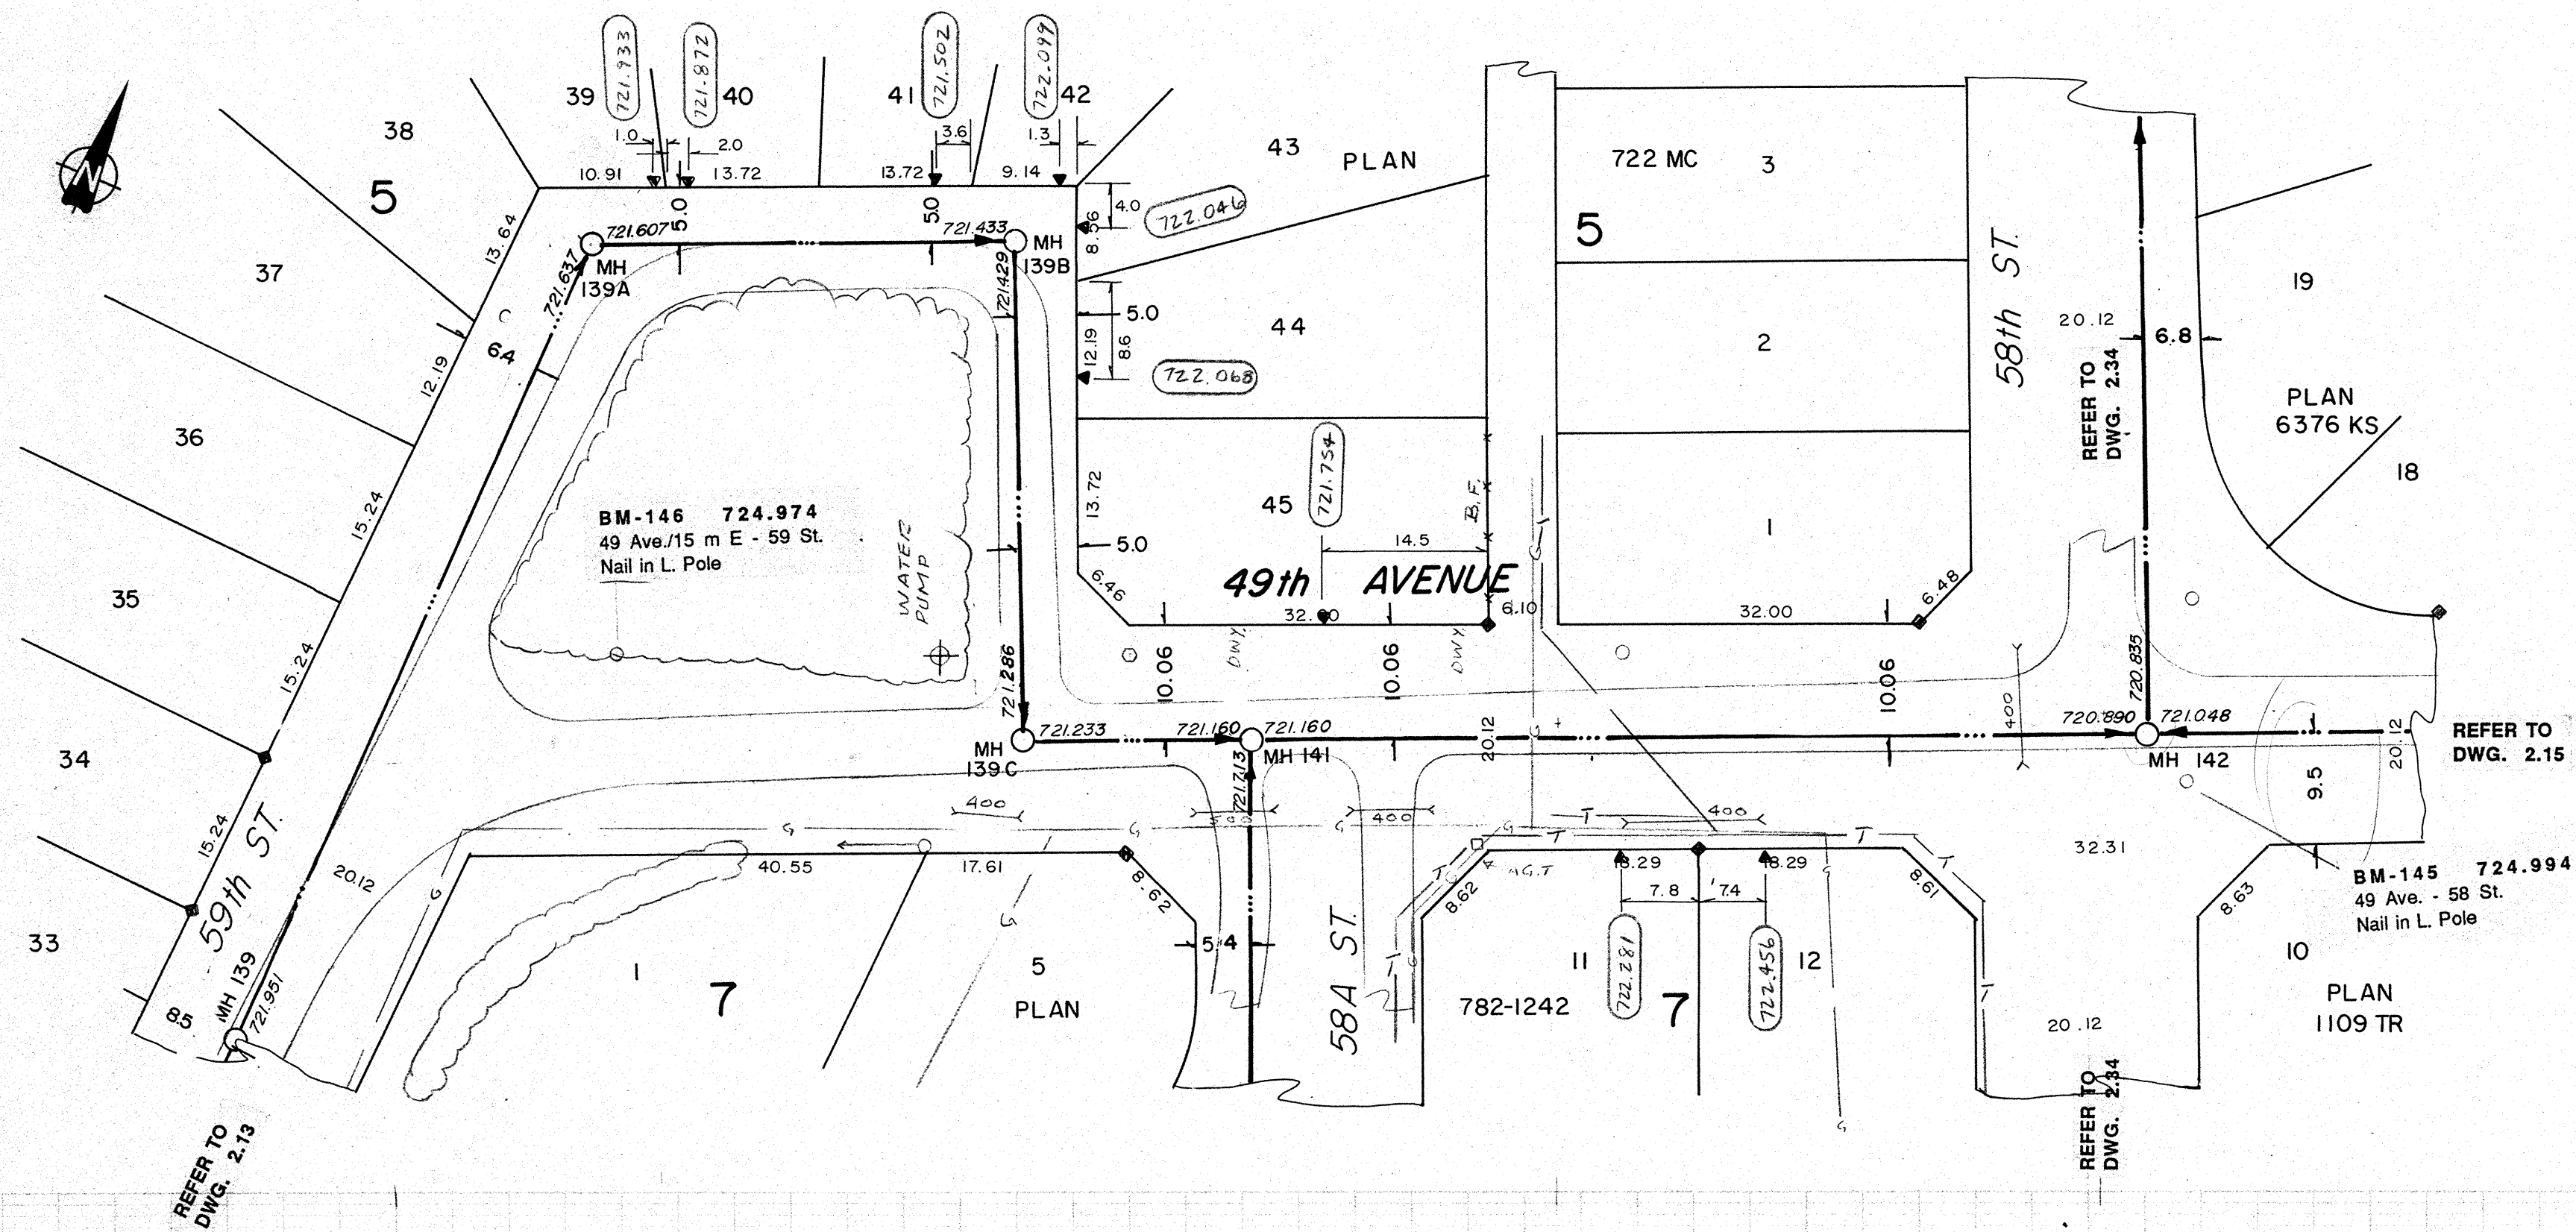 39
721.933
721.872
40
41
721.502
722.099
42
38
1.0
2.0
3.6
1.3
43
PLAN
722 MC
3
N
5
10.91
13.72
13.72
9.14
4.0
8.56
722.046
5.0
5.0
13.64
721.607
721.433
MH
139B
721.637
MH
139A
721.429
5
58th ST.
37
19
6.4
5.0
44
12.19
8.6
2
20.12
6.8
12.19
722.068
REFER TO
DWG. 2.34
PLAN
6376 KS
36
18
15.24
BM-146 724.974
49 Ave./15 m E - 59 St.
Nail in L. Pole
WATER
PUMP
13.72
45
721.754
B.F.
1
14.5
5.0
6.46
49th AVENUE
6.48
35
32.00
6.10
32.00
15.24
721.286
10.06
DWY.
10.06
DWY.
10.06
720.835
400
34
721.233
721.160
721.160
20.12
720.890
721.048
20.12
REFER TO
DWG. 2.15
MH
139C
MH 141
MH 142
721.713
9.5
15.24
59th ST.
20.12
400
400
400
G
G
G
G
G
T
T
T
40.55
17.61
8.62
8.62
A.G.T
18.29
18.29
8.61
32.31
8.63
BM-145 724.994
49 Ave. - 58 St.
Nail in L. Pole
7.8
7.4
33
MH 139
721.951
8.5
1
7
5
PLAN
5.4
58A ST.
11
722.281
7
722.456
12
782-1242
10
PLAN
1109 TR
20.12
REFER TO
DWG. 2.34
REFER TO
DWG. 2.13